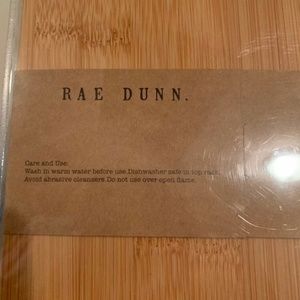 RAE DUNN.
Care and Use:
Wash in warm water before use.Dishwasher safe in top rack.
Avoid abrasive cleansers.Do not use over open flame.